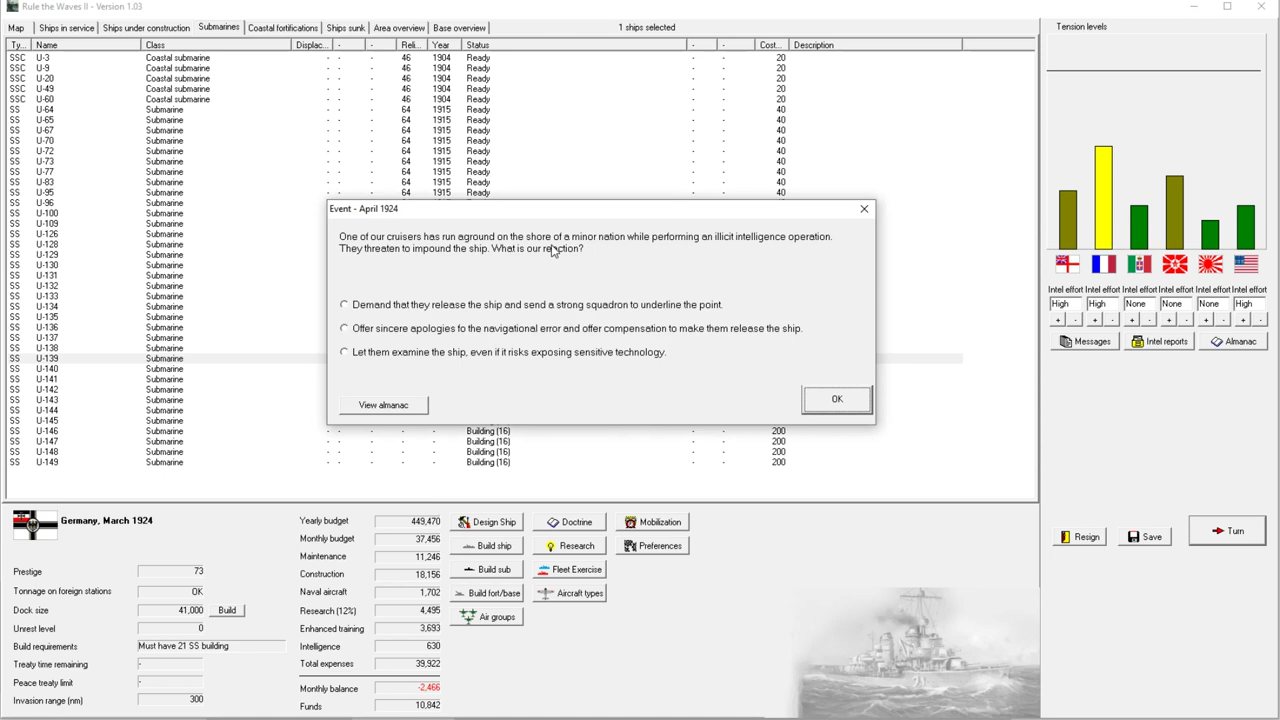 Rule the Waves II - Version 1.03
Map Ships in service Ships under construction Submarines Coastal fortifications Ships sunk Area overview Base overview 1 ships selected
Ty... Name Class Displac... - - Reli... Year Status - - Cost... Description
SSC U-3 Coastal submarine - - - 46 1904 Ready - - 20
SSC U-9 Coastal submarine - - - 46 1904 Ready - - 20
SSC U-20 Coastal submarine - - - 46 1904 Ready - - 20
SSC U-49 Coastal submarine - - - 46 1904 Ready - - 20
SSC U-60 Coastal submarine - - - 46 1904 Ready - - 20
SS U-64 Submarine - - - 64 1915 Ready - - 40
SS U-65 Submarine - - - 64 1915 Ready - - 40
SS U-67 Submarine - - - 64 1915 Ready - - 40
SS U-70 Submarine - - - 64 1915 Ready - - 40
SS U-72 Submarine - - - 64 1915 Ready - - 40
SS U-73 Submarine - - - 64 1915 Ready - - 40
SS U-77 Submarine - - - 64 1915 Ready - - 40
SS U-83 Submarine - - - 64 1915 Ready - - 40
SS U-95 Submarine - - - 64 1915 Ready - - 40
SS U-96 Submarine
SS U-100 Submarine
SS U-109 Submarine
SS U-126 Submarine
SS U-128 Submarine
SS U-129 Submarine
SS U-130 Submarine
SS U-131 Submarine
SS U-132 Submarine
SS U-133 Submarine
SS U-134 Submarine
SS U-135 Submarine
SS U-136 Submarine
SS U-137 Submarine
SS U-138 Submarine
SS U-139 Submarine
SS U-140 Submarine
SS U-141 Submarine
SS U-142 Submarine
SS U-143 Submarine
SS U-144 Submarine
SS U-145 Submarine
SS U-146 Submarine - - - - - Building (16) - - 200
SS U-147 Submarine - - - - - Building (16) - - 200
SS U-148 Submarine - - - - - Building (16) - - 200
SS U-149 Submarine - - - - - Building (16) - - 200
Event - April 1924
One of our cruisers has run aground on the shore of a minor nation while performing an illicit intelligence operation.
They threaten to impound the ship. What is our reaction?
Demand that they release the ship and send a strong squadron to underline the point.
Offer sincere apologies fo the navigational error and offer compensation to make them release the ship.
Let them examine the ship, even if it risks exposing sensitive technology.
View almanac OK
Tension levels
Intel effort Intel effort Intel effort Intel effort Intel effort Intel effort
High High None None None High
+ - + - + - + - + - + -
Messages Intel reports Almanac
Resign Save Turn
Germany, March 1924
Prestige 73
Tonnage on foreign stations OK
Dock size 41,000 Build
Unrest level 0
Build requirements Must have 21 SS building
Treaty time remaining -
Peace treaty limit -
Invasion range (nm) 300
Yearly budget 449,470
Monthly budget 37,456
Maintenance 11,246
Construction 18,156
Naval aircraft 1,702
Research (12%) 4,495
Enhanced training 3,693
Intelligence 630
Total expenses 39,922
Monthly balance -2,466
Funds 10,842
Design Ship Doctrine Mobilization
Build ship Research Preferences
Build sub Fleet Exercise
Build fort/base Aircraft types
Air groups